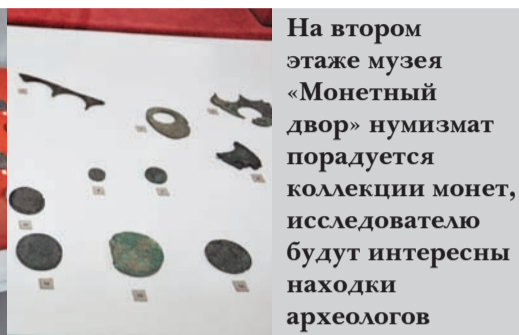 На втором
этаже музея
«Монетный
двор» нумизмат
порадуется
коллекции монет,
исследователю
будут интересны
находки
археологов